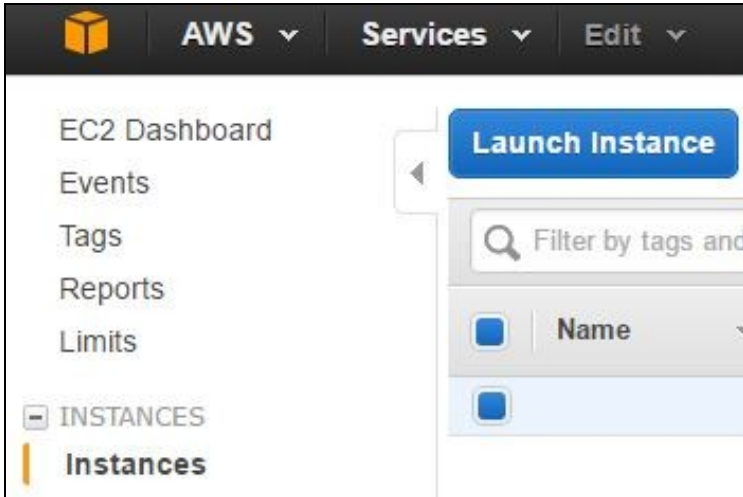 AWS Services Edit
EC2 Dashboard
Events
Tags
Reports
Limits
INSTANCES
Instances
Launch Instance
Filter by tags and
Name